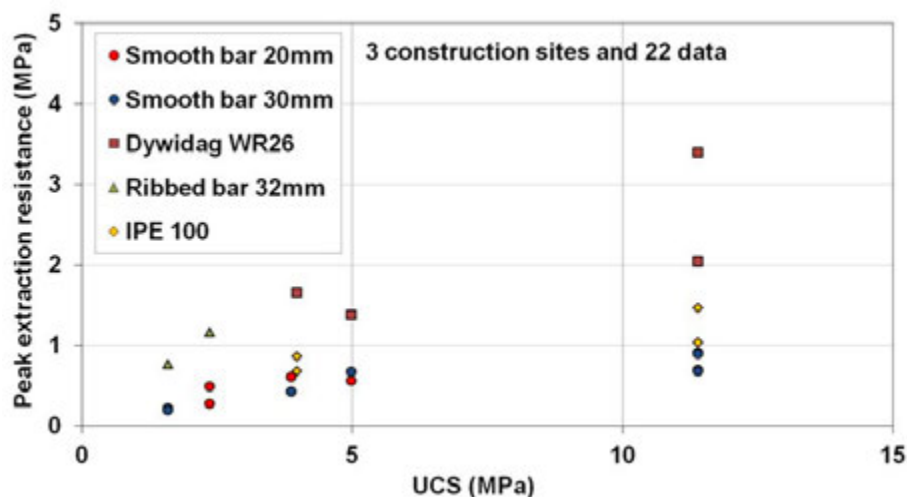 5
4
3
2
1
0
Peak extraction resistance (MPa)
Smooth bar 20mm
Smooth bar 30mm
Dywidag WR26
Ribbed bar 32mm
IPE 100
3 construction sites and 22 data
0 5 10 15
UCS (MPa)